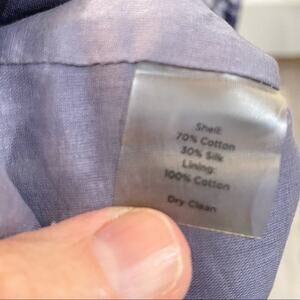 Shell:
70% Cotton
30% Silk
Lining:
100% Cotton
Dry Clean